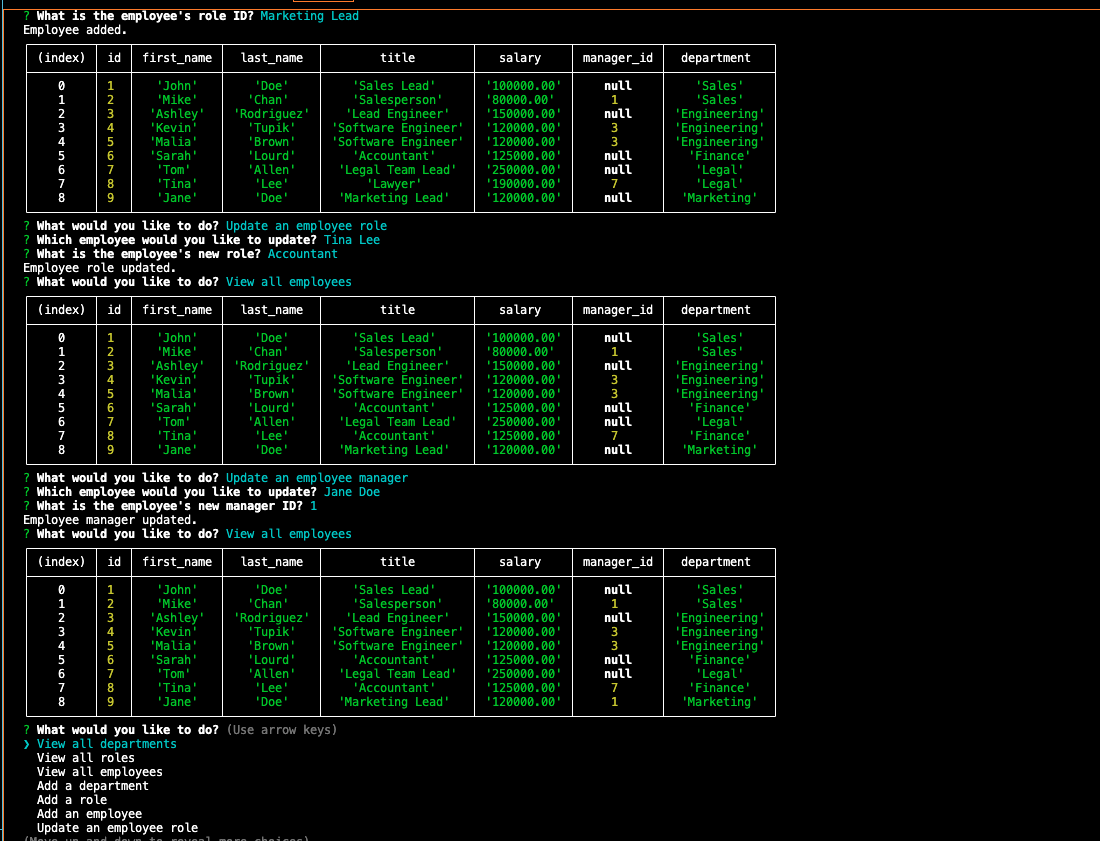 ? What is the employee's role ID? Marketing Lead
Employee added.
(index) id first_name last_name title salary manager_id department
0 1 'John' 'Doe' 'Sales Lead' '100000.00' null 'Sales'
1 2 'Mike' 'Chan' 'Salesperson' '80000.00' 1 'Sales'
2 3 'Ashley' 'Rodriguez' 'Lead Engineer' '150000.00' null 'Engineering'
3 4 'Kevin' 'Tupik' 'Software Engineer' '120000.00' 3 'Engineering'
4 5 'Malia' 'Brown' 'Software Engineer' '120000.00' 3 'Engineering'
5 6 'Sarah' 'Lourd' 'Accountant' '125000.00' null 'Finance'
6 7 'Tom' 'Allen' 'Legal Team Lead' '250000.00' null 'Legal'
7 8 'Tina' 'Lee' 'Lawyer' '190000.00' 7 'Legal'
8 9 'Jane' 'Doe' 'Marketing Lead' '120000.00' null 'Marketing'
? What would you like to do? Update an employee role
? Which employee would you like to update? Tina Lee
? What is the employee's new role? Accountant
Employee role updated.
? What would you like to do? View all employees
(index) id first_name last_name title salary manager_id department
0 1 'John' 'Doe' 'Sales Lead' '100000.00' null 'Sales'
1 2 'Mike' 'Chan' 'Salesperson' '80000.00' 1 'Sales'
2 3 'Ashley' 'Rodriguez' 'Lead Engineer' '150000.00' null 'Engineering'
3 4 'Kevin' 'Tupik' 'Software Engineer' '120000.00' 3 'Engineering'
4 5 'Malia' 'Brown' 'Software Engineer' '120000.00' 3 'Engineering'
5 6 'Sarah' 'Lourd' 'Accountant' '125000.00' null 'Finance'
6 7 'Tom' 'Allen' 'Legal Team Lead' '250000.00' null 'Legal'
7 8 'Tina' 'Lee' 'Accountant' '125000.00' 7 'Finance'
8 9 'Jane' 'Doe' 'Marketing Lead' '120000.00' null 'Marketing'
? What would you like to do? Update an employee manager
? Which employee would you like to update? Jane Doe
? What is the employee's new manager ID? 1
Employee manager updated.
? What would you like to do? View all employees
(index) id first_name last_name title salary manager_id department
0 1 'John' 'Doe' 'Sales Lead' '100000.00' null 'Sales'
1 2 'Mike' 'Chan' 'Salesperson' '80000.00' 1 'Sales'
2 3 'Ashley' 'Rodriguez' 'Lead Engineer' '150000.00' null 'Engineering'
3 4 'Kevin' 'Tupik' 'Software Engineer' '120000.00' 3 'Engineering'
4 5 'Malia' 'Brown' 'Software Engineer' '120000.00' 3 'Engineering'
5 6 'Sarah' 'Lourd' 'Accountant' '125000.00' null 'Finance'
6 7 'Tom' 'Allen' 'Legal Team Lead' '250000.00' null 'Legal'
7 8 'Tina' 'Lee' 'Accountant' '125000.00' 7 'Finance'
8 9 'Jane' 'Doe' 'Marketing Lead' '120000.00' 1 'Marketing'
? What would you like to do? (Use arrow keys)
❯ View all departments
View all roles
View all employees
Add a department
Add a role
Add an employee
Update an employee role
(Move up and down to reveal more choices)